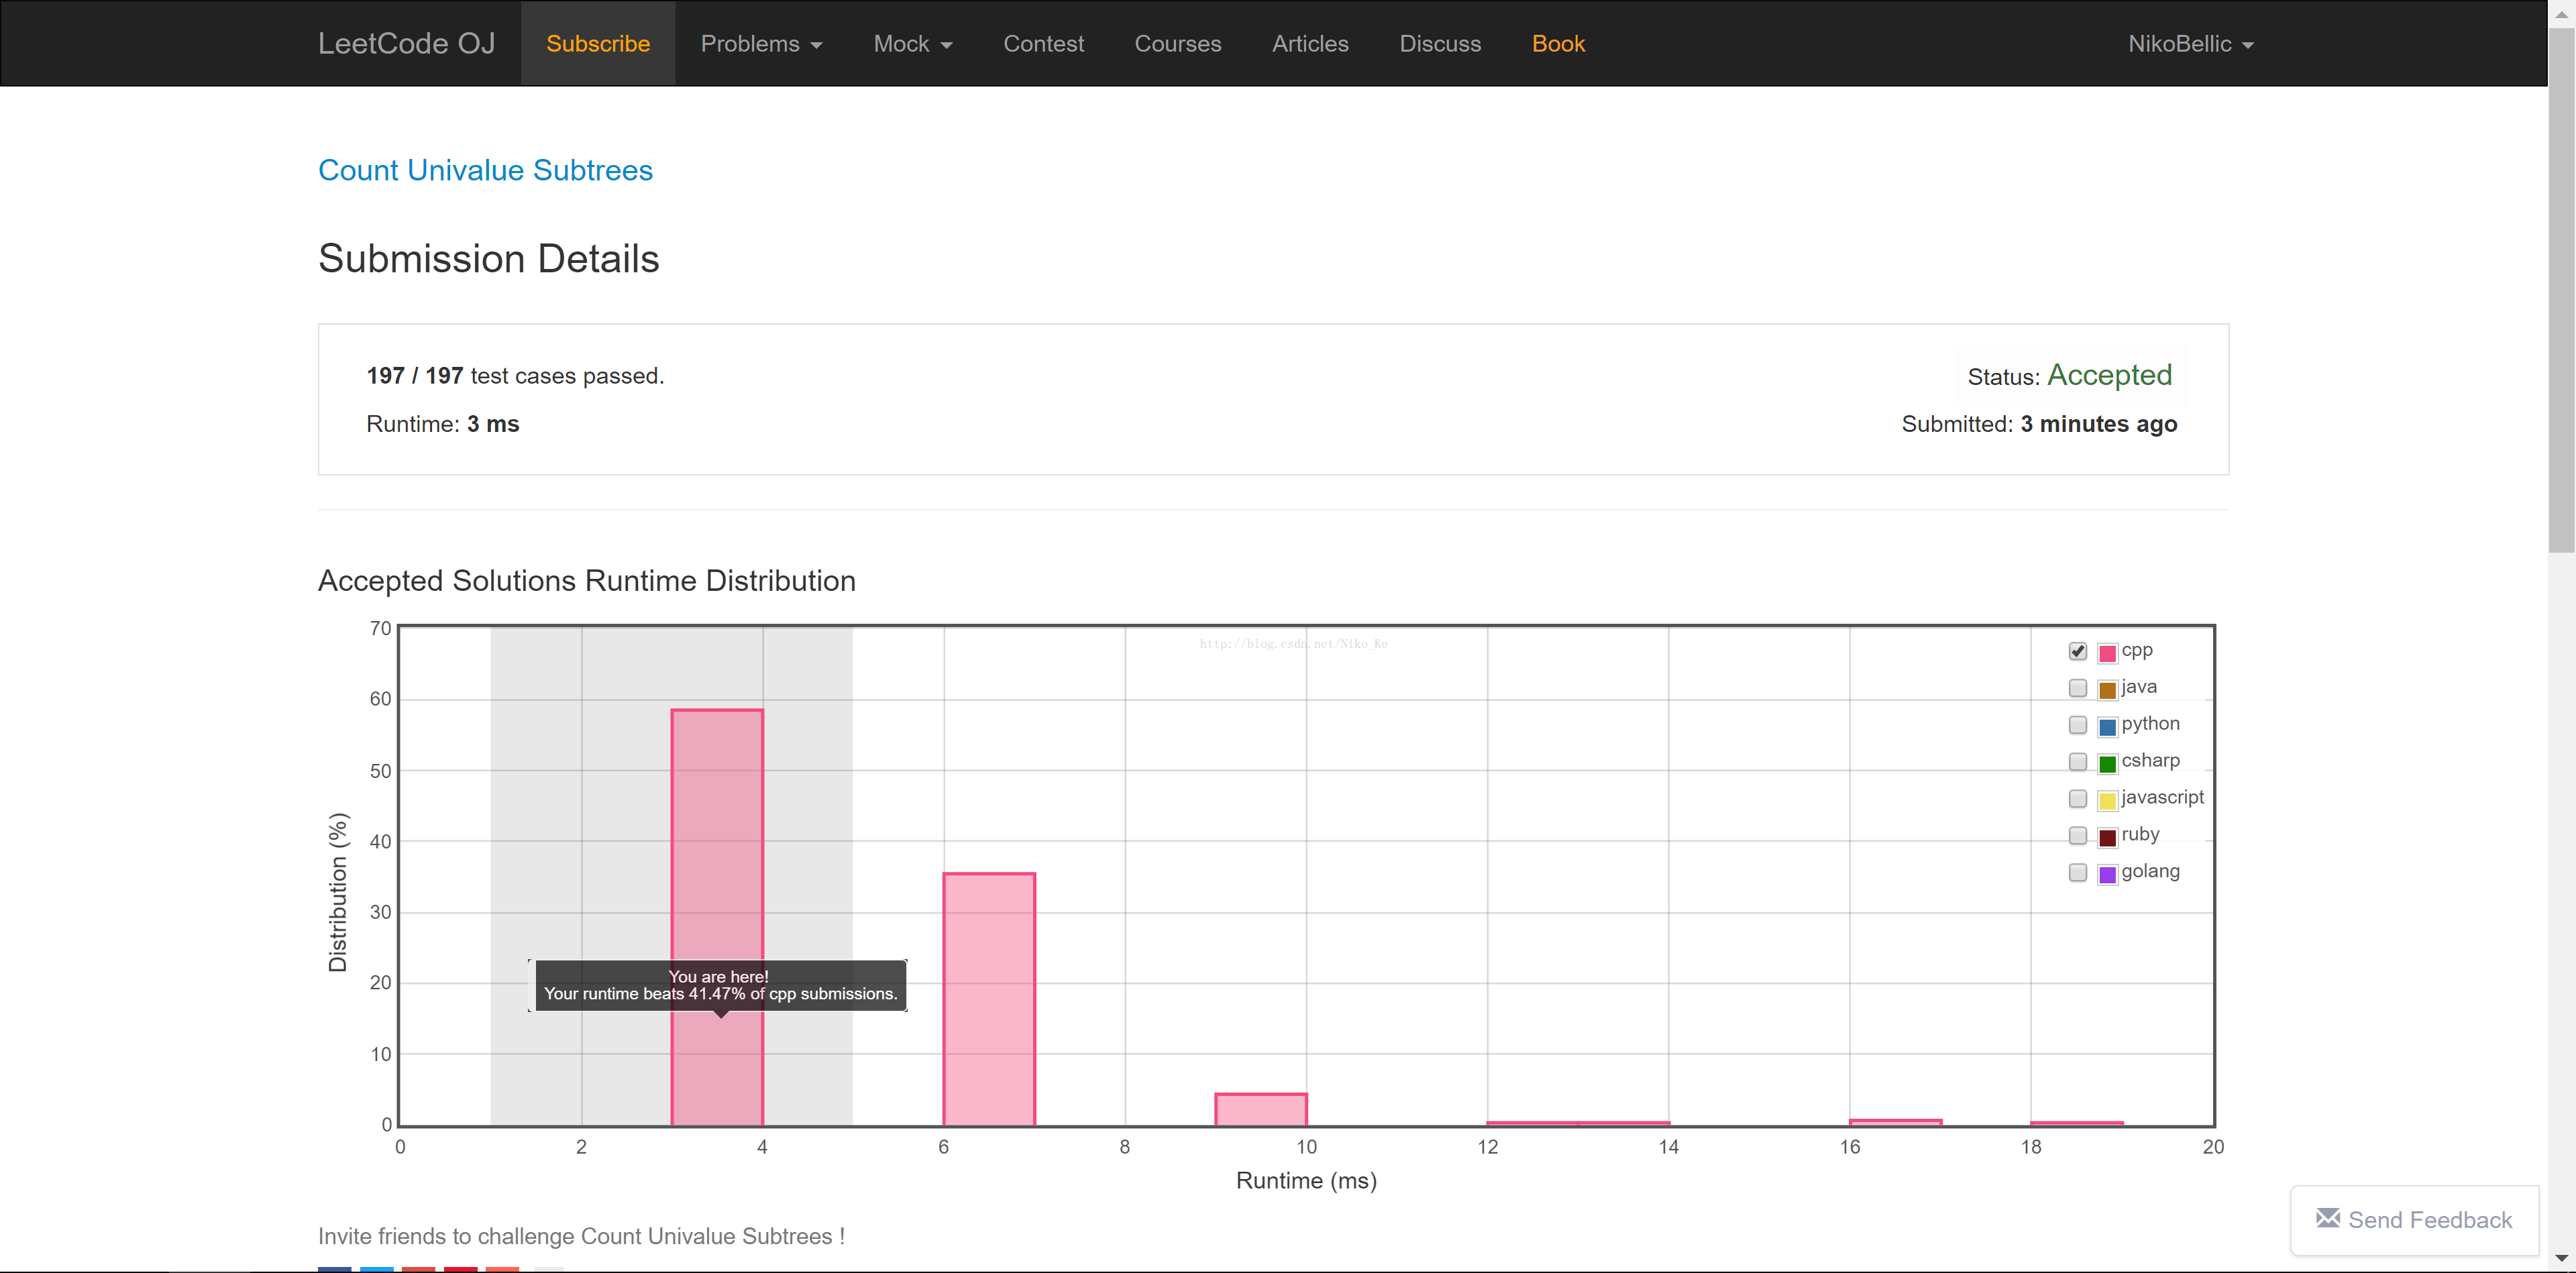 LeetCode OJ Subscribe Problems Mock Contest Courses Articles Discuss Book NikoBellic
Count Univalue Subtrees
Submission Details
197 / 197 test cases passed.
Status: Accepted
Runtime: 3 ms
Submitted: 3 minutes ago
Accepted Solutions Runtime Distribution
70
60
50
40
30
20
10
0
Distribution (%)
http://blog.csdn.net/Niko_Ke
cpp
java
python
csharp
javascript
ruby
golang
You are here!
Your runtime beats 41.47% of cpp submissions.
0 2 4 6 8 10 12 14 16 18 20
Runtime (ms)
Invite friends to challenge Count Univalue Subtrees !
Send Feedback